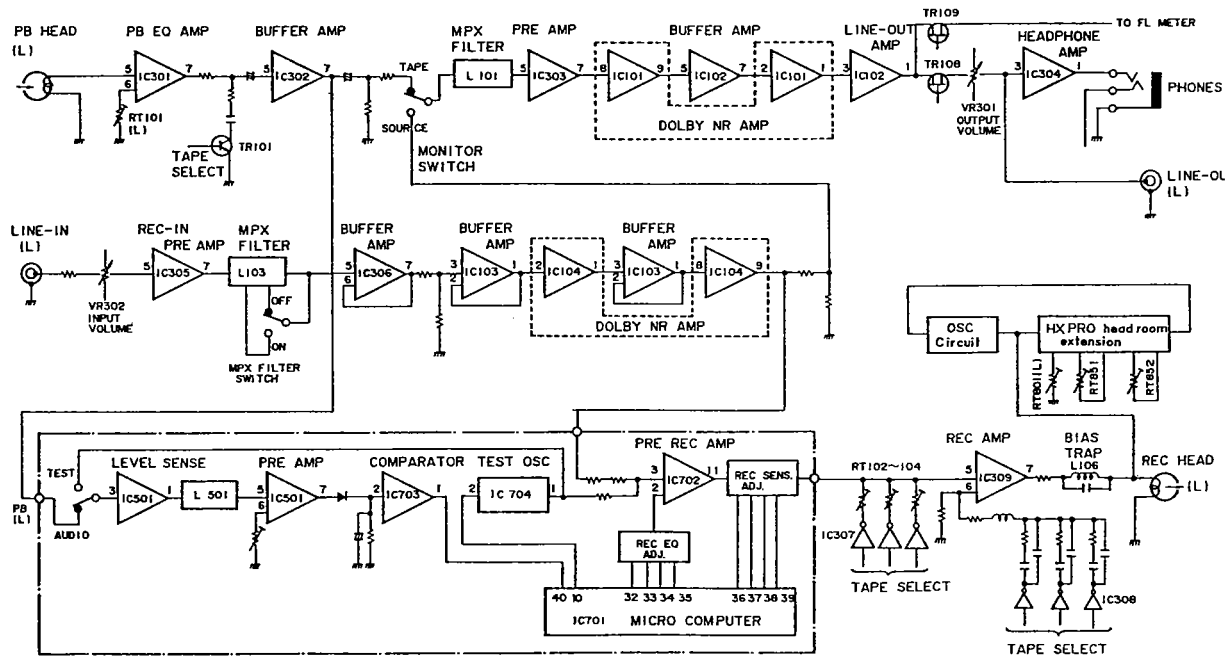 PB HEAD (L)
PB EQ AMP
BUFFER AMP
TAPE
MPX FILTER
PRE AMP
BUFFER AMP
LINE-OUT AMP
TR109
TO FL METER
HEADPHONE AMP
5 IC301 7
6
5 IC302 7
L 101
5 IC303 7
8 IC101 9
5 IC102 7
2 IC101 1
3 IC102 1
TR108
3 IC304 1
PHONES
RT101 (L)
TR101
TAPE SELECT
SOURCE
MONITOR SWITCH
DOLBY NR AMP
VR301 OUTPUT VOLUME
LINE-OUT (L)
LINE-IN (L)
REC-IN PRE AMP
MPX FILTER
BUFFER AMP
BUFFER AMP
BUFFER AMP
5 IC305 7
L103
5 IC306 7
6
3 IC103 1
2
2 IC104 1
3 IC103 1
2
8 IC104 9
VR302 INPUT VOLUME
OFF
ON
MPX FILTER SWITCH
DOLBY NR AMP
OSC Circuit
HX PRO head room extension
RT801(L)
RT851
RT852
TEST
LEVEL SENSE
PRE AMP
COMPARATOR
TEST OSC
PRE REC AMP
REC AMP
BIAS TRAP
L106
REC HEAD (L)
3 IC501 1
L 501
5 IC501 7
6
2 IC703 1
2 IC 704 1
3 IC702 11
2
REC SENS. ADJ.
RT102~104
5 IC309 7
6
PB (L)
AUDIO
REC EQ ADJ.
IC307
TAPE SELECT
IC308
TAPE SELECT
40 10 32 33 34 35 36 37 38 39
IC701 MICRO COMPUTER